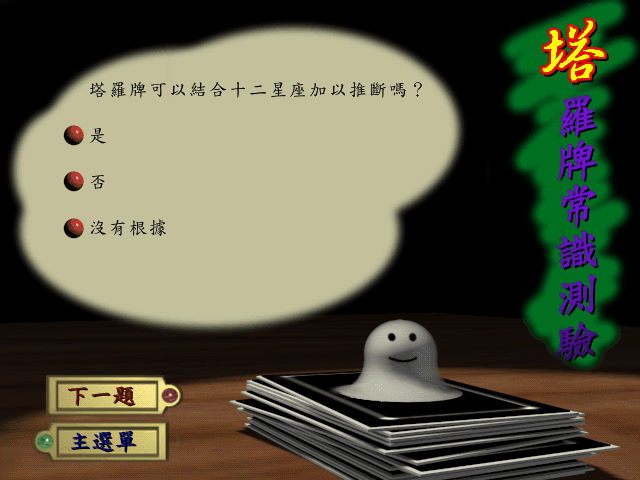 塔羅牌可以結合十二星座加以推斷嗎？
是
否
沒有根據
塔羅牌常識測驗
下一題
主選單